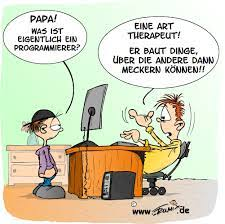 PAPA!
WAS IST
EIGENTLICH EIN
PROGRAMMIERER?
EINE ART
THERAPEUT!
ER BAUT DINGE,
ÜBER DIE ANDERE DANN
MECKERN KÖNNEN!!
www. .de